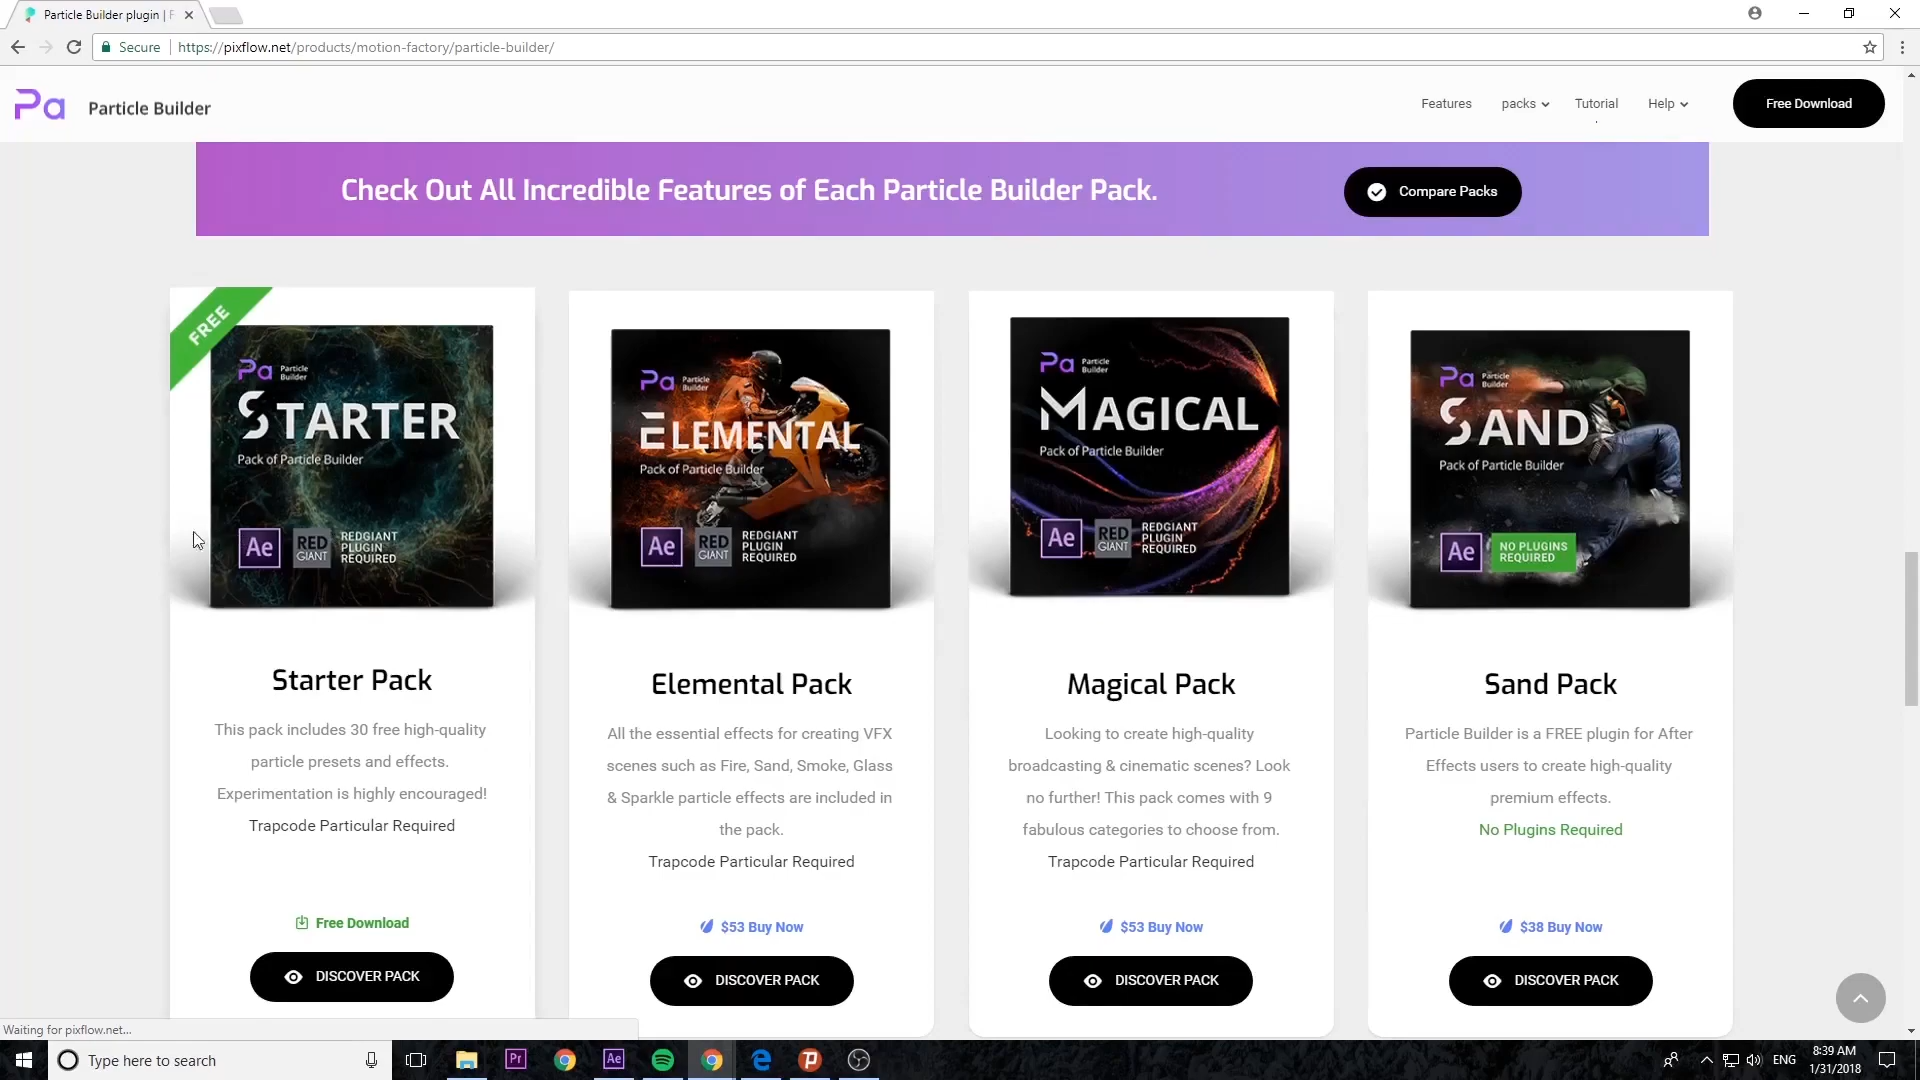 Particle Builder plugin | F
Secure
https://pixflow.net/products/motion-factory/particle-builder/
Pa Particle Builder
Features
packs
Tutorial
Help
Free Download
Check Out All Incredible Features of Each Particle Builder Pack.
Compare Packs
FREE
Pa Particle
Builder
STARTER
Pack of Particle Builder
Ae
RED
GIANT
REDGIANT
PLUGIN
REQUIRED
Starter Pack
This pack includes 30 free high-quality
particle presets and effects.
Experimentation is highly encouraged!
Trapcode Particular Required
Free Download
DISCOVER PACK
Pa Particle
Builder
ELEMENTAL
Pack of Particle Builder
Ae
RED
GIANT
REDGIANT
PLUGIN
REQUIRED
Elemental Pack
All the essential effects for creating VFX
scenes such as Fire, Sand, Smoke, Glass
& Sparkle particle effects are included in
the pack.
Trapcode Particular Required
$53 Buy Now
DISCOVER PACK
Pa Particle
Builder
MAGICAL
Pack of Particle Builder
Ae
RED
GIANT
REDGIANT
PLUGIN
REQUIRED
Magical Pack
Looking to create high-quality
broadcasting & cinematic scenes? Look
no further! This pack comes with 9
fabulous categories to choose from.
Trapcode Particular Required
$53 Buy Now
DISCOVER PACK
Pa Particle
Builder
SAND
Pack of Particle Builder
Ae
NO PLUGINS
REQUIRED
Sand Pack
Particle Builder is a FREE plugin for After
Effects users to create high-quality
premium effects.
No Plugins Required
$38 Buy Now
DISCOVER PACK
Waiting for pixflow.net...
Type here to search
Pr
Ae
ENG
8:39 AM
1/31/2018